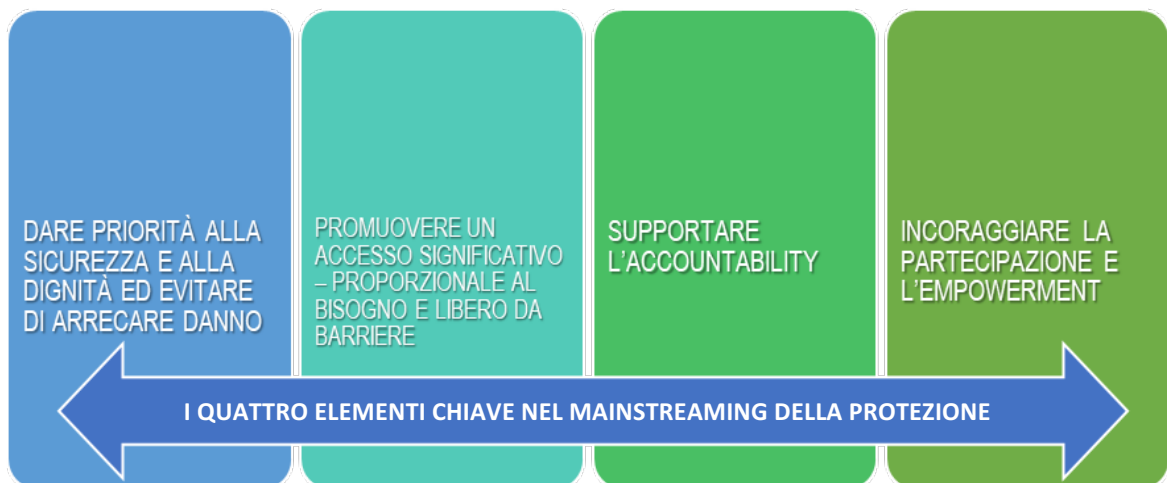 DARE PRIORITÀ ALLA
SICUREZZA E ALLA
DIGNITÀ ED EVITARE
DI ARRECARE DANNO
PROMUOVERE UN
ACCESSO SIGNIFICATIVO
– PROPORZIONALE AL
BISOGNO E LIBERO DA
BARRIERE
SUPPORTARE
L'ACCOUNTABILITY
INCORAGGIARE LA
PARTECIPAZIONE E
L'EMPOWERMENT
I QUATTRO ELEMENTI CHIAVE NEL MAINSTREAMING DELLA PROTEZIONE